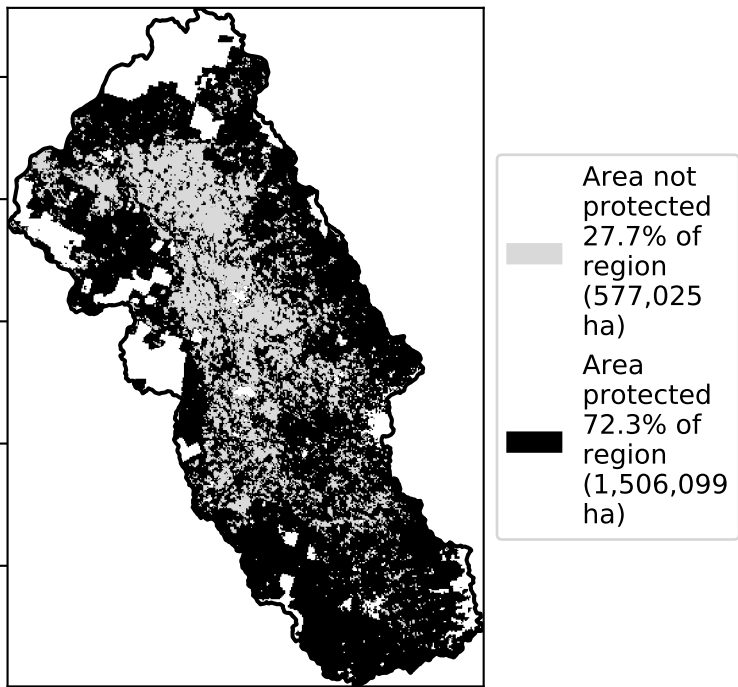 Area not
protected
27.7% of
region
(577,025
ha)
Area
protected
72.3% of
region
(1,506,099
ha)